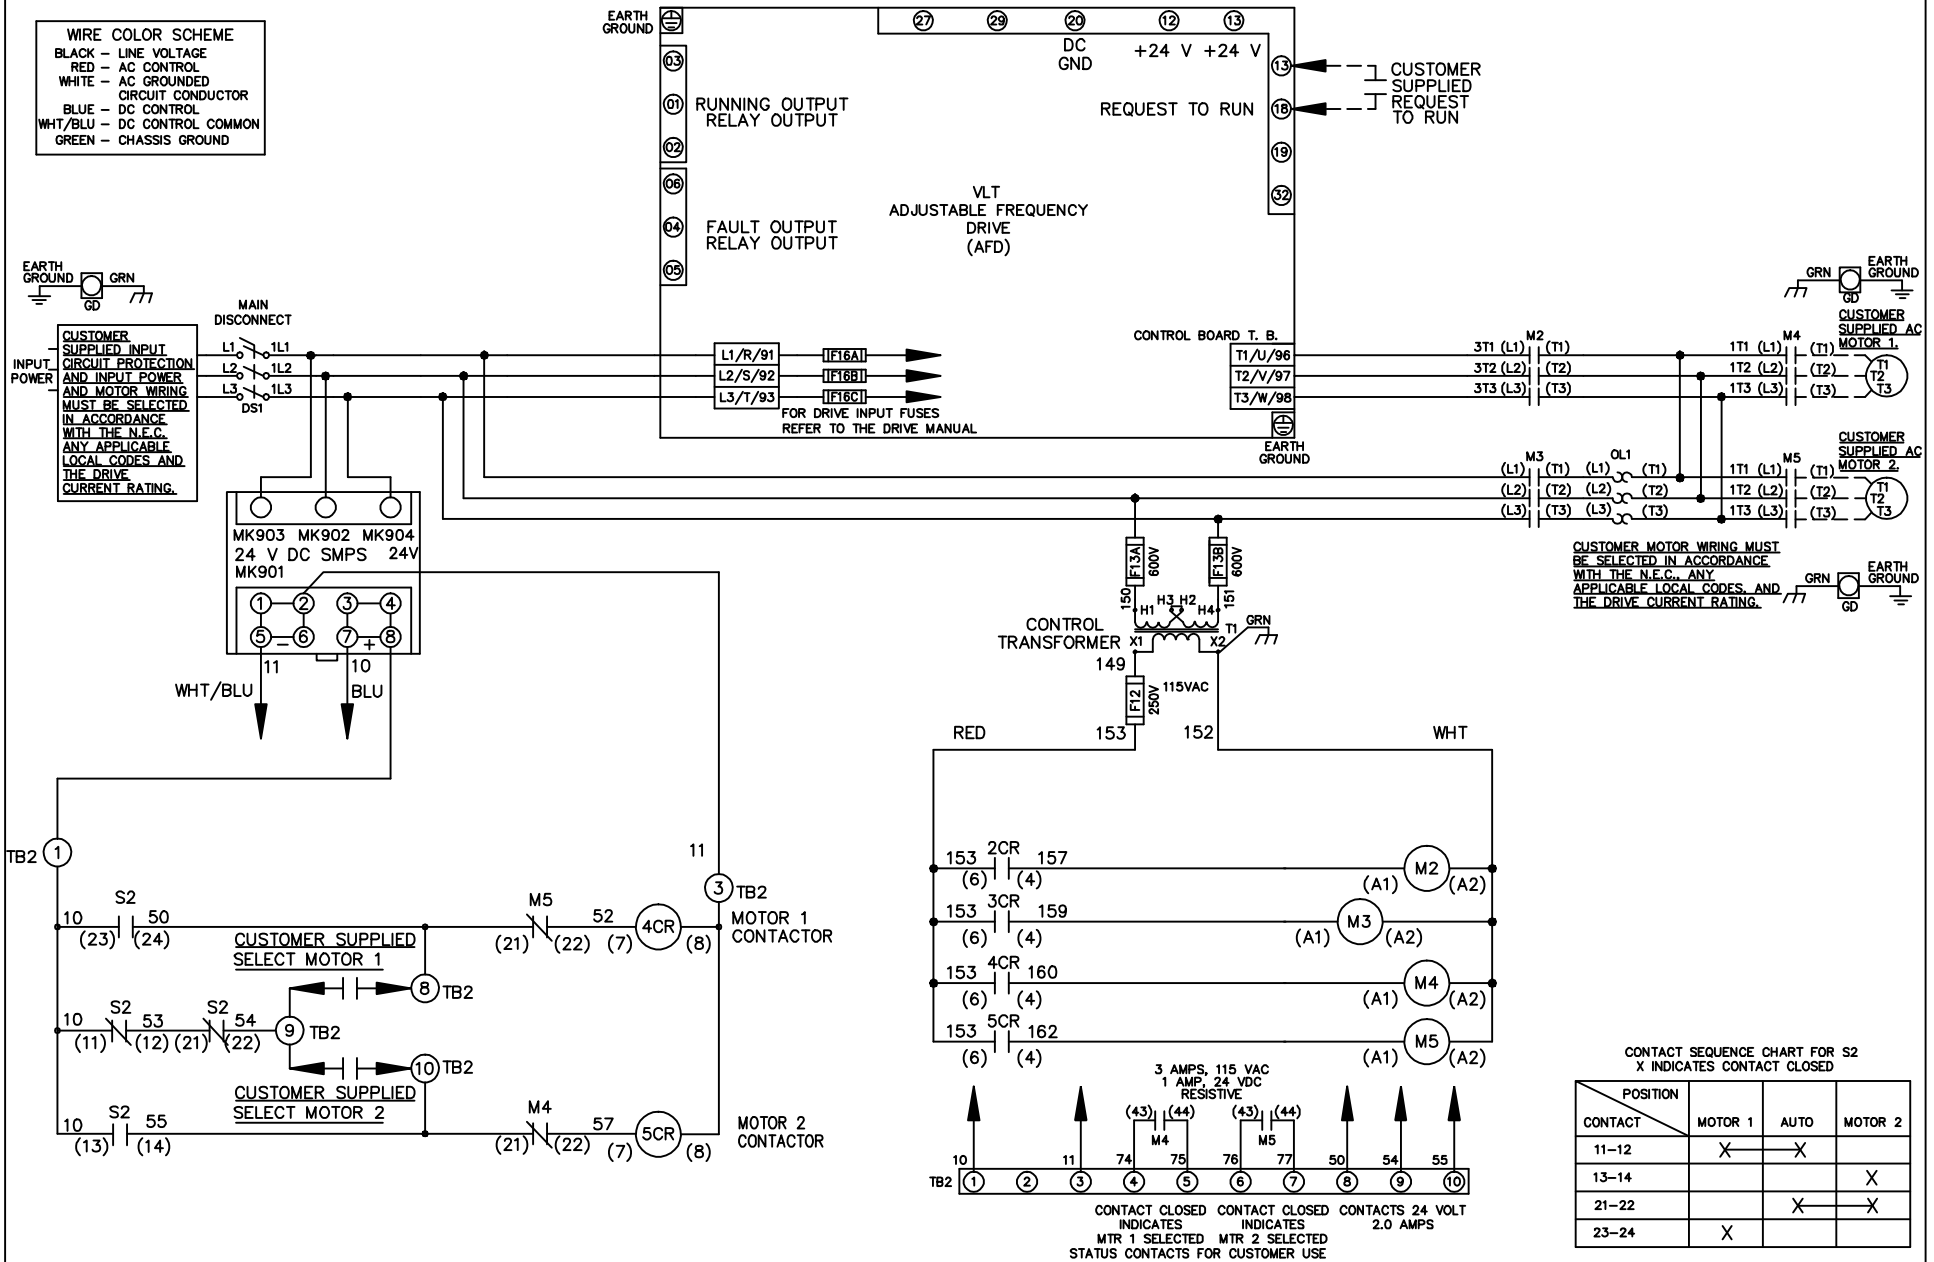 WIRE COLOR SCHEME
BLACK – LINE VOLTAGE
RED – AC CONTROL
WHITE – AC GROUNDED
CIRCUIT CONDUCTOR
BLUE – DC CONTROL
WHT/BLU – DC CONTROL COMMON
GREEN – CHASSIS GROUND
EARTH
GROUND
27 29 20 12 13
DC
GND
+24 V +24 V
03
01
02
RUNNING OUTPUT
RELAY OUTPUT
06
04
05
FAULT OUTPUT
RELAY OUTPUT
REQUEST TO RUN
13
18
19
32
CUSTOMER
SUPPLIED
REQUEST
TO RUN
VLT
ADJUSTABLE FREQUENCY
DRIVE
(AFD)
EARTH
GROUND
GRN
GD
INPUT
POWER
CUSTOMER
SUPPLIED INPUT
CIRCUIT PROTECTION
AND INPUT POWER
AND MOTOR WIRING
MUST BE SELECTED
IN ACCORDANCE
WITH THE N.E.C.
ANY APPLICABLE
LOCAL CODES AND
THE DRIVE
CURRENT RATING.
MAIN
DISCONNECT
L1 1L1
L2 1L2
L3 1L3
DS1
L1/R/91 F16A
L2/S/92 F16B
L3/T/93 F16C
FOR DRIVE INPUT FUSES
REFER TO THE DRIVE MANUAL
CONTROL BOARD T. B.
T1/U/96
T2/V/97
T3/W/98
EARTH
GROUND
M2
3T1 (L1) (T1)
3T2 (L2) (T2)
3T3 (L3) (T3)
M4
1T1 (L1) (T1)
1T2 (L2) (T2)
1T3 (L3) (T3)
GRN
GD
EARTH
GROUND
CUSTOMER
SUPPLIED AC
MOTOR 1.
T1
T2
T3
M3
(L1) (T1)
(L2) (T2)
(L3) (T3)
OL1
(L1) (T1)
(L2) (T2)
(L3) (T3)
M5
1T1 (L1) (T1)
1T2 (L2) (T2)
1T3 (L3) (T3)
CUSTOMER
SUPPLIED AC
MOTOR 2.
T1
T2
T3
CUSTOMER MOTOR WIRING MUST
BE SELECTED IN ACCORDANCE
WITH THE N.E.C., ANY
APPLICABLE LOCAL CODES, AND
THE DRIVE CURRENT RATING.
GRN
GD
EARTH
GROUND
MK903 MK902 MK904
24 V DC SMPS 24V
MK901
1 2 3 4
5 – 6 7 + 8
11 10
WHT/BLU BLU
F13A
600V
F13B
600V
150 151
H1 H3 H2 H4
CONTROL
TRANSFORMER
X1 X2 T1 GRN
149
F12
250V
115VAC
153 152
RED WHT
TB2 1
11
3 TB2
S2
10 50
(23) (24)
M5
(21) (22)
52
(7) 4CR (8)
MOTOR 1
CONTACTOR
CUSTOMER SUPPLIED
SELECT MOTOR 1
8 TB2
S2 S2
10 53 54
(11) (12) (21) (22)
9 TB2
10 TB2
CUSTOMER SUPPLIED
SELECT MOTOR 2
S2
10 55
(13) (14)
M4
(21) (22)
57
(7) 5CR (8)
MOTOR 2
CONTACTOR
153 2CR 157
(6) (4)
(A1) M2 (A2)
153 3CR 159
(6) (4)
(A1) M3 (A2)
153 4CR 160
(6) (4)
(A1) M4 (A2)
153 5CR 162
(6) (4)
(A1) M5 (A2)
3 AMPS, 115 VAC
1 AMP, 24 VDC
RESISTIVE
(43) (44) (43) (44)
M4 M5
10 11 74 75 76 77 50 54 55
TB2 1 2 3 4 5 6 7 8 9 10
CONTACT CLOSED
INDICATES
MTR 1 SELECTED
CONTACT CLOSED
INDICATES
MTR 2 SELECTED
STATUS CONTACTS FOR CUSTOMER USE
CONTACTS 24 VOLT
2.0 AMPS
CONTACT SEQUENCE CHART FOR S2
X INDICATES CONTACT CLOSED
POSITION
CONTACT MOTOR 1 AUTO MOTOR 2
11–12 X X
13–14 X
21–22 X X
23–24 X